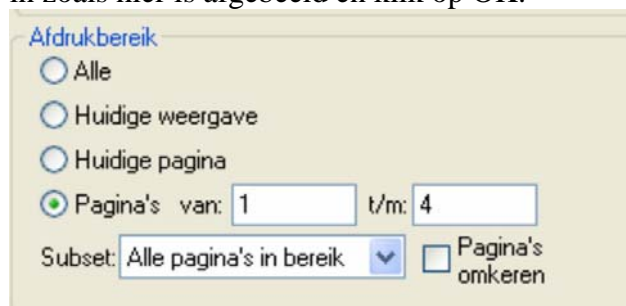 in zoals hier is afgebeeld en klik op OK.
Afdrukbereik
Alle
Huidige weergave
Huidige pagina
Pagina's van: 1 t/m: 4
Subset: Alle pagina's in bereik Pagina's
omkeren